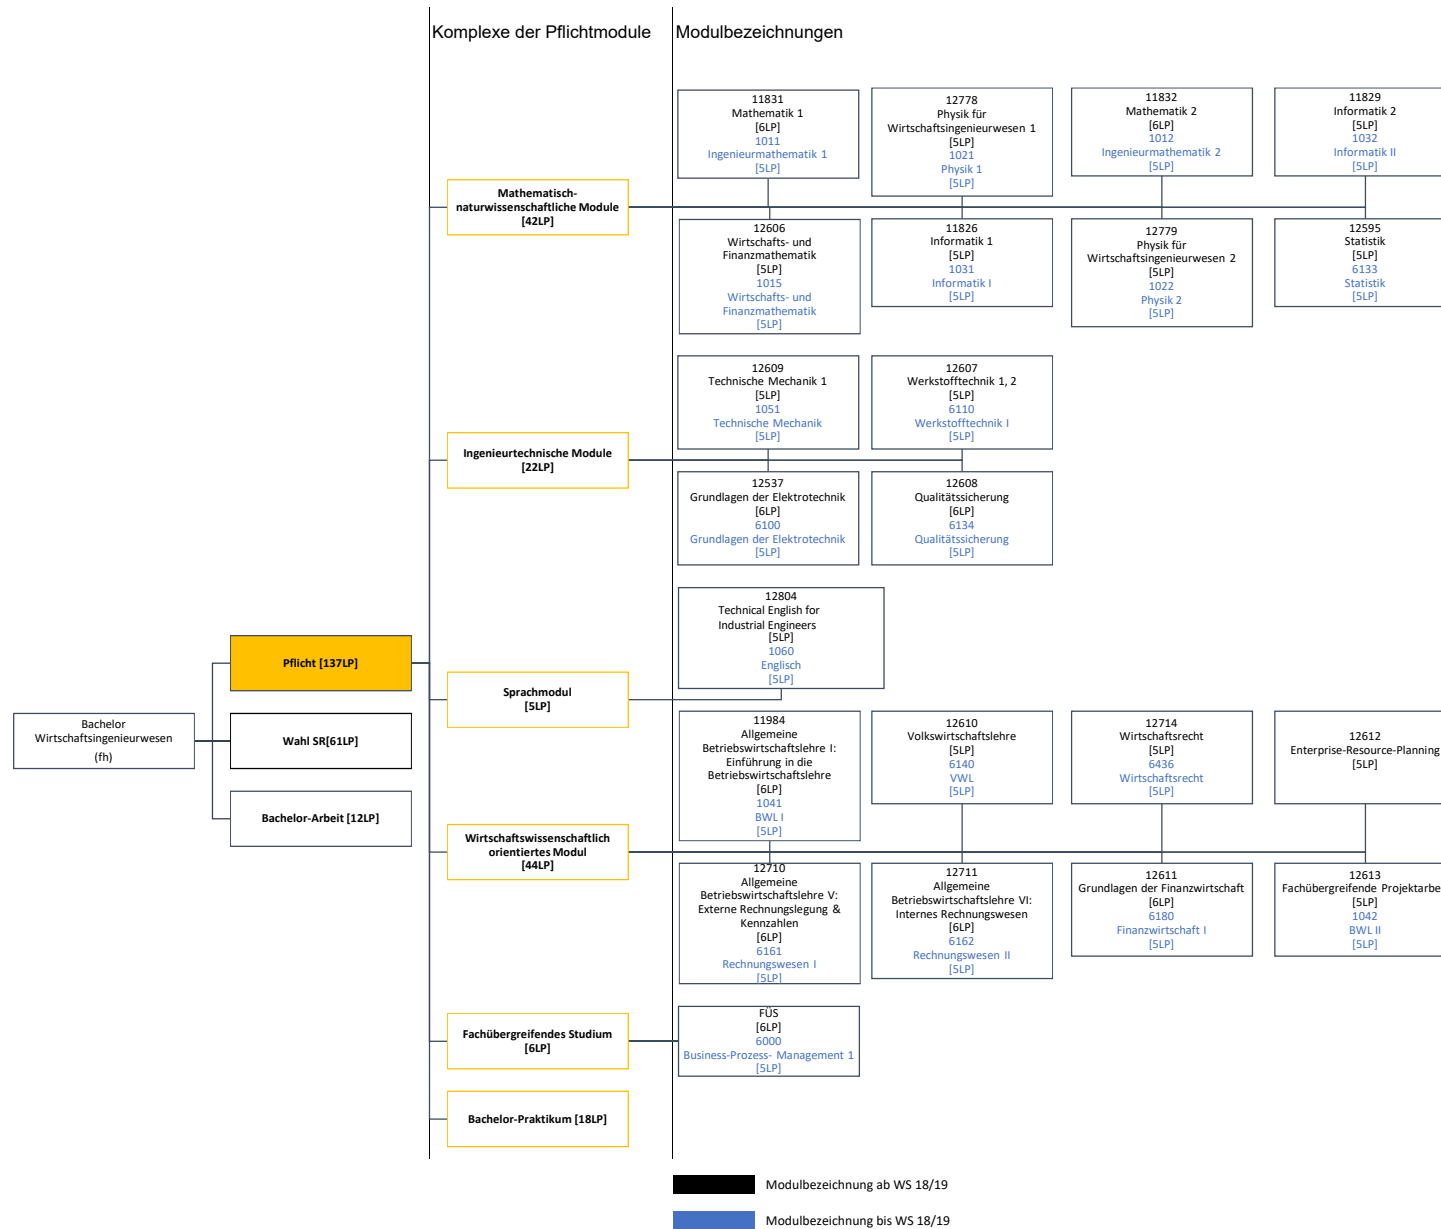 Komplexe der Pflichtmodule
Modulbezeichnungen
11831
Mathematik 1
[6LP]
1011
Ingenieurmathematik 1
[5LP]
12778
Physik für
Wirtschaftsingenieurwesen 1
[5LP]
1021
Physik 1
[5LP]
11832
Mathematik 2
[6LP]
1012
Ingenieurmathematik 2
[5LP]
11829
Informatik 2
[5LP]
1032
Informatik II
[5LP]
Mathematisch-
naturwissenschaftliche Module
[42LP]
12606
Wirtschafts- und
Finanzmathematik
[5LP]
1015
Wirtschafts- und
Finanzmathematik
[5LP]
11826
Informatik 1
[5LP]
1031
Informatik I
[5LP]
12779
Physik für
Wirtschaftsingenieurwesen 2
[5LP]
1022
Physik 2
[5LP]
12595
Statistik
[5LP]
6133
Statistik
[5LP]
12609
Technische Mechanik 1
[5LP]
1051
Technische Mechanik
[5LP]
12607
Werkstofftechnik 1, 2
[5LP]
6110
Werkstofftechnik I
[5LP]
Ingenieurtechnische Module
[22LP]
12537
Grundlagen der Elektrotechnik
[6LP]
6100
Grundlagen der Elektrotechnik
[5LP]
12608
Qualitätssicherung
[6LP]
6134
Qualitätssicherung
[5LP]
12804
Technical English for
Industrial Engineers
[5LP]
1060
Englisch
[5LP]
Pflicht [137LP]
Sprachmodul
[5LP]
Bachelor
Wirtschaftsingenieurwesen
(fh)
Wahl SR[61LP]
Bachelor-Arbeit [12LP]
11984
Allgemeine
Betriebswirtschaftslehre I:
Einführung in die
Betriebswirtschaftslehre
[6LP]
1041
BWL I
[5LP]
12610
Volkswirtschaftslehre
[5LP]
6140
VWL
[5LP]
12714
Wirtschaftsrecht
[5LP]
6436
Wirtschaftsrecht
[5LP]
12612
Enterprise-Resource-Planning
[5LP]
Wirtschaftswissenschaftlich
orientiertes Modul
[44LP]
12710
Allgemeine
Betriebswirtschaftslehre V:
Externe Rechnungslegung &
Kennzahlen
[6LP]
6161
Rechnungswesen I
[5LP]
12711
Allgemeine
Betriebswirtschaftslehre VI:
Internes Rechnungswesen
[6LP]
6162
Rechnungswesen II
[5LP]
12611
Grundlagen der Finanzwirtschaft
[6LP]
6180
Finanzwirtschaft I
[5LP]
12613
Fachübergreifende Projektarbe
[5LP]
1042
BWL II
[5LP]
Fachübergreifendes Studium
[6LP]
FÜS
[6LP]
6000
Business-Prozess- Management 1
[5LP]
Bachelor-Praktikum [18LP]
Modulbezeichnung ab WS 18/19
Modulbezeichnung bis WS 18/19